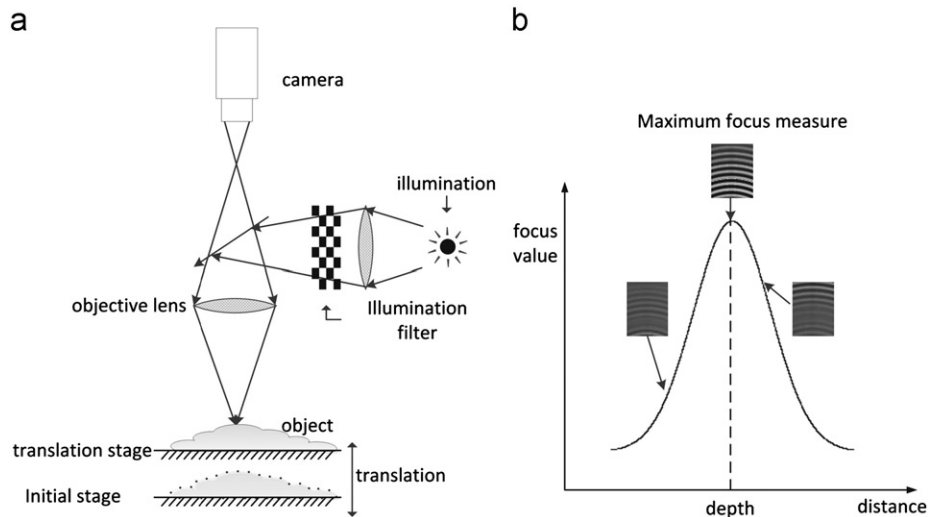 a
camera
illumination
objective lens
Illumination
filter
object
translation stage
translation
Initial stage
b
Maximum focus measure
focus
value
depth
distance